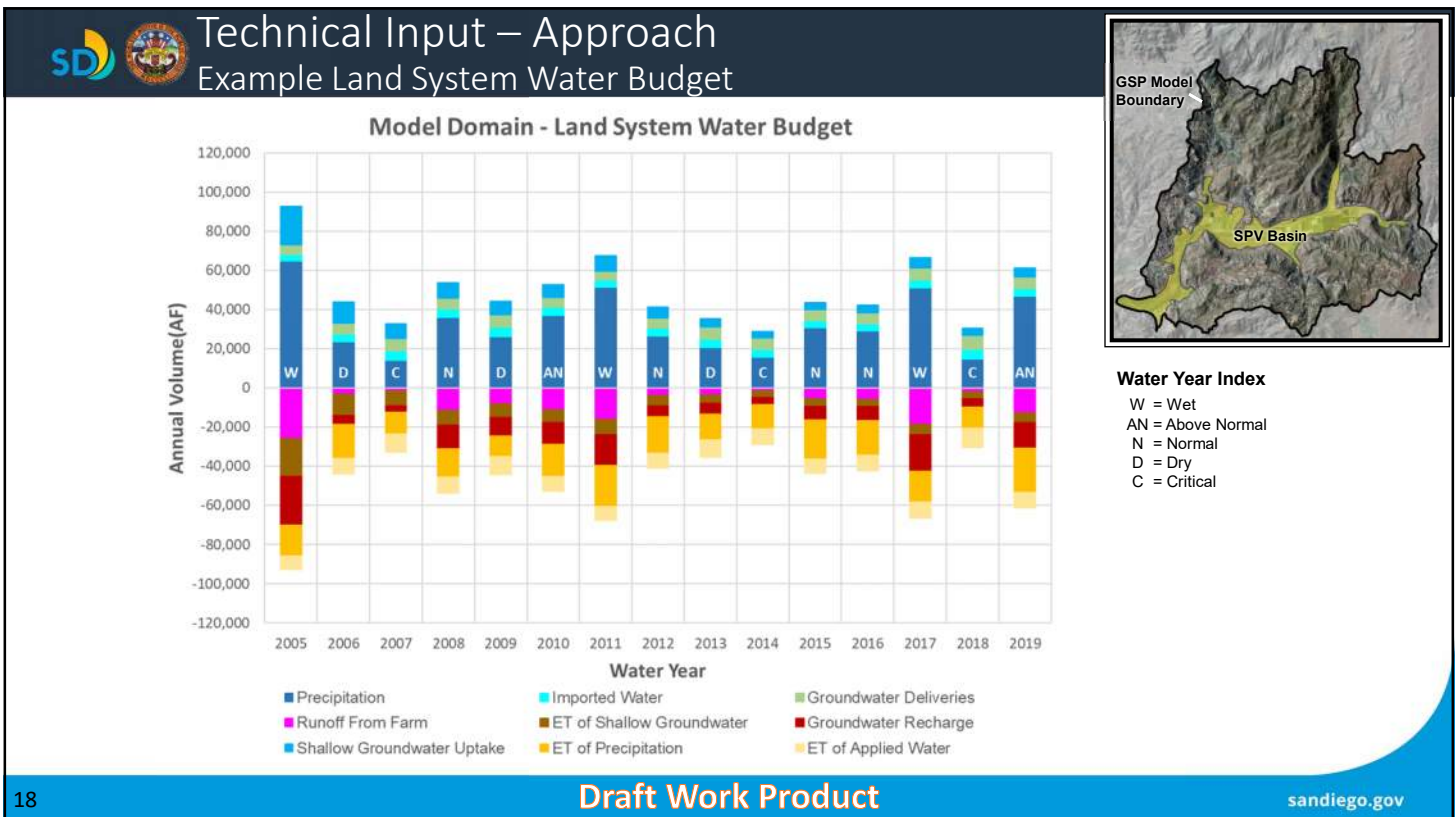 SD
Technical Input – Approach
Example Land System Water Budget
GSP Model
Boundary
SPV Basin
Model Domain - Land System Water Budget
Annual Volume(AF)
120,000
100,000
80,000
60,000
40,000
20,000
0
-20,000
-40,000
-60,000
-80,000
-100,000
-120,000
W D C N D AN W N D C N N W C AN
2005 2006 2007 2008 2009 2010 2011 2012 2013 2014 2015 2016 2017 2018 2019
Water Year
Precipitation Imported Water Groundwater Deliveries
Runoff From Farm ET of Shallow Groundwater Groundwater Recharge
Shallow Groundwater Uptake ET of Precipitation ET of Applied Water
Water Year Index
W = Wet
AN = Above Normal
N = Normal
D = Dry
C = Critical
18
Draft Work Product
sandiego.gov